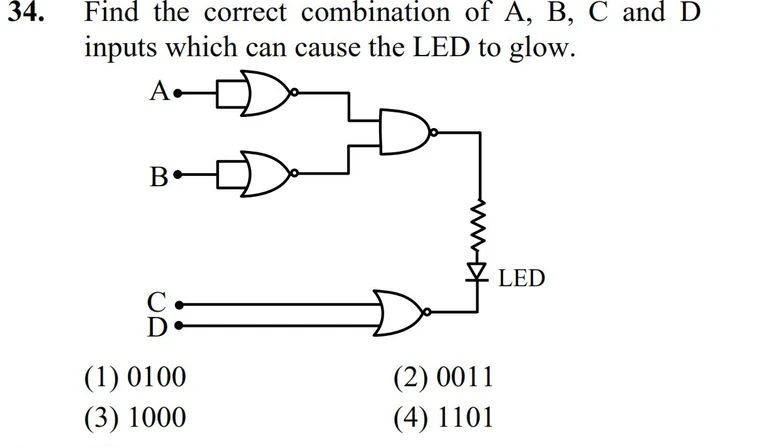 34. Find the correct combination of A, B, C and D
inputs which can cause the LED to glow.
A
B
LED
C
D
(1) 0100 (2) 0011
(3) 1000 (4) 1101